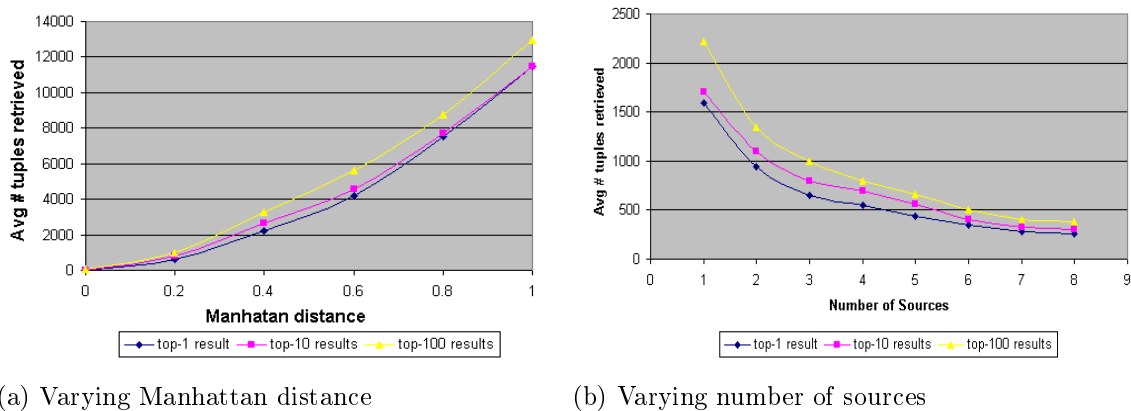 14000
12000
10000
8000
6000
4000
2000
0
Avg # tuples retrieved
0 0.2 0.4 0.6 0.8 1
Manhatan distance
top-1 result top-10 results top-100 results
2500
2000
1500
1000
500
0
Avg # tuples retrieved
0 1 2 3 4 5 6 7 8 9
Number of Sources
top-1 result top-10 results top-100 results
a) Varying Manhattan distance
(b) Varying number of sources